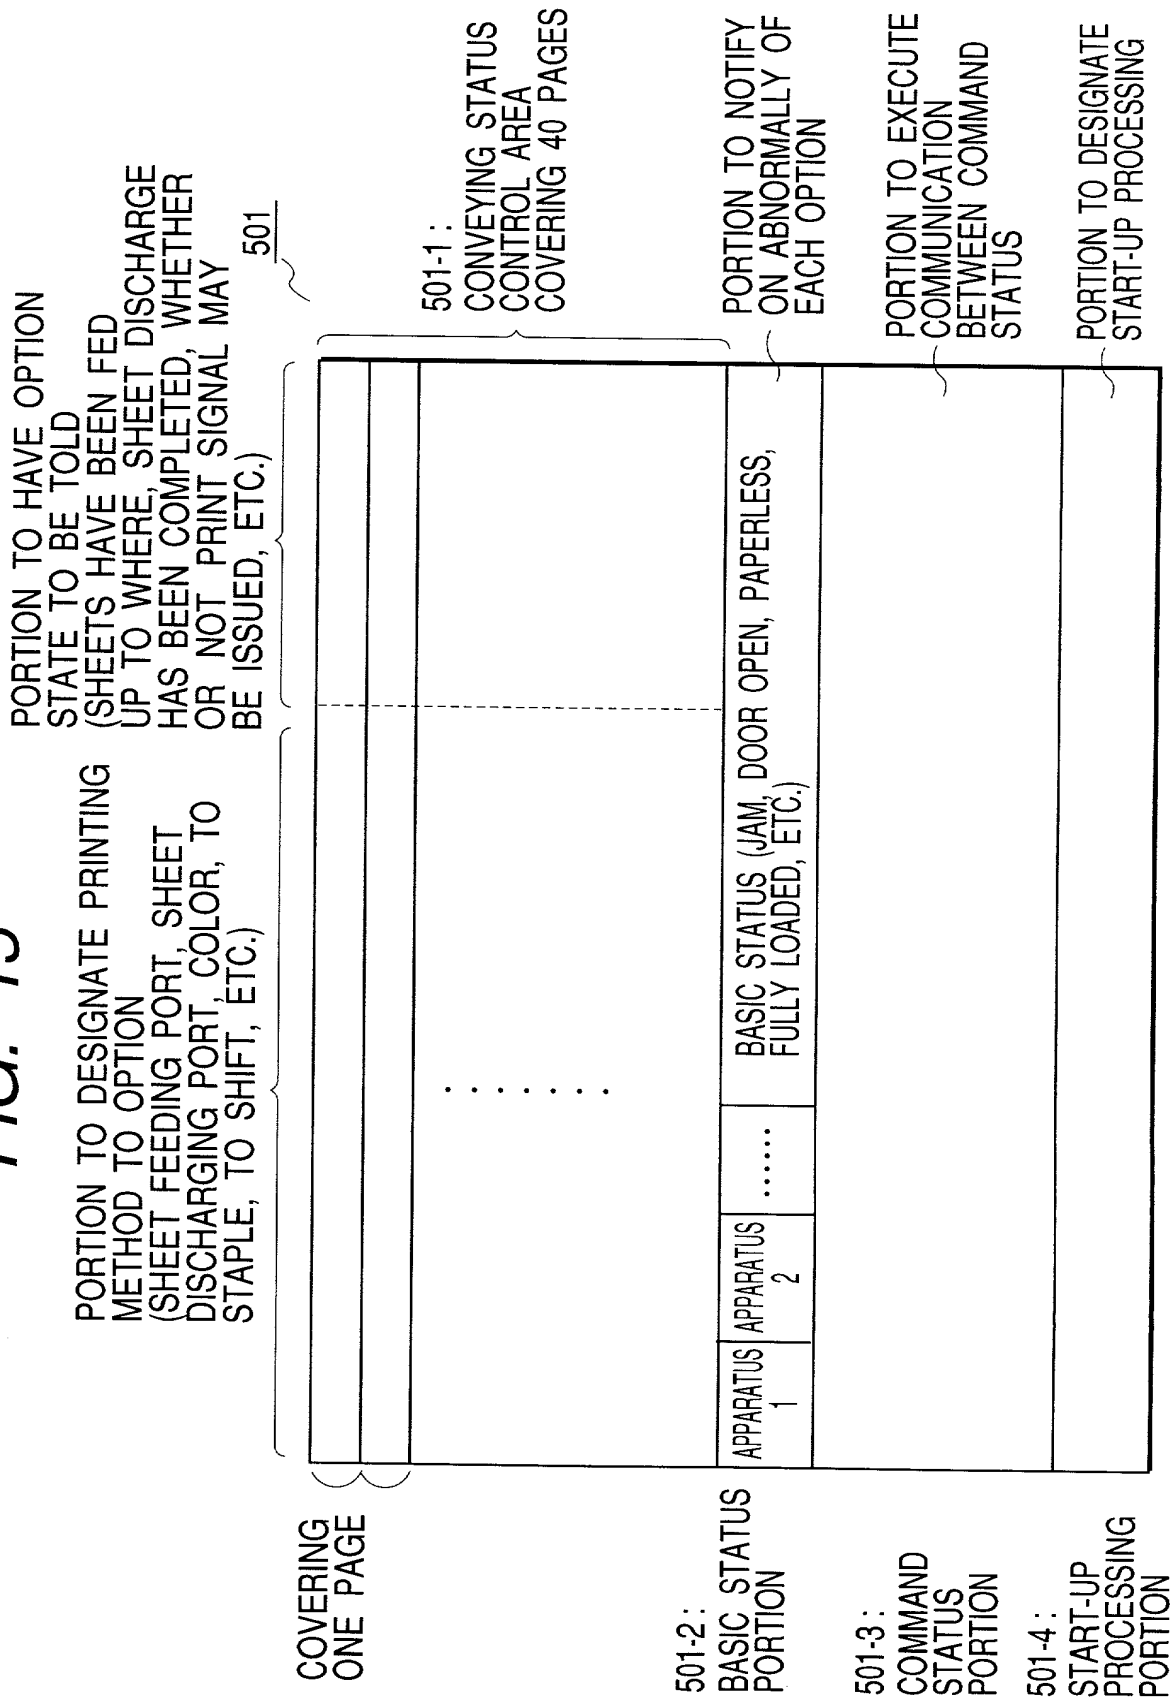 FIG.
PORTION TO DESIGNATE PRINTING
METHOD TO OPTION
(SHEET FEEDING PORT, SHEET
DISCHARGING PORT, COLOR, TO
STAPLE, TO SHIFT, ETC.)
PORTION TO HAVE OPTION
STATE TO BE TOLD
(SHEETS HAVE BEEN FED
UP TO WHERE, SHEET DISCHARGE
HAS BEEN COMPLETED, WHETHER
OR NOT PRINT SIGNAL MAY
BE ISSUED, ETC.)
501
COVERING
ONE PAGE
.......
501-1 :
CONVEYING STATUS
CONTROL AREA
COVERING 40 PAGES
501-2 :
BASIC STATUS
PORTION
APPARATUS
1
APPARATUS
2
......
BASIC STATUS (JAM, DOOR OPEN, PAPERLESS,
FULLY LOADED, ETC.)
PORTION TO NOTIFY
ON ABNORMALLY OF
EACH OPTION
501-3 :
COMMAND
STATUS
PORTION
PORTION TO EXECUTE
COMMUNICATION
BETWEEN COMMAND
STATUS
501-4 :
START-UP
PROCESSING
PORTION
PORTION TO DESIGNATE
START-UP PROCESSING